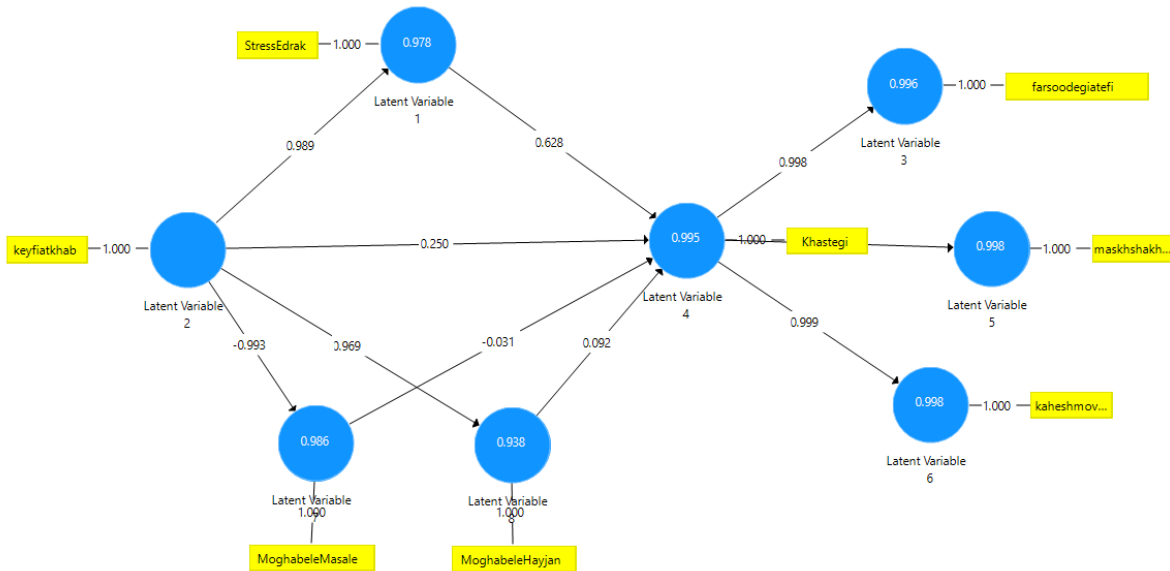 StressEdrak
1.000
0.978
Latent Variable
1
0.996
1.000
farsoodegiatefi
Latent Variable
3
0.989
0.628
0.998
keyfiatkhab
1.000
Latent Variable
2
0.250
0.995
1.000
Khastegi
Latent Variable
4
0.998
1.000
maskhshakh...
Latent Variable
5
-0.993
0.969
-0.031
0.092
0.999
0.998
1.000
kaheshmov...
Latent Variable
6
0.986
Latent Variable
7
1.000
MoghabeleMasale
0.938
Latent Variable
8
1.000
MoghabeleHayjan